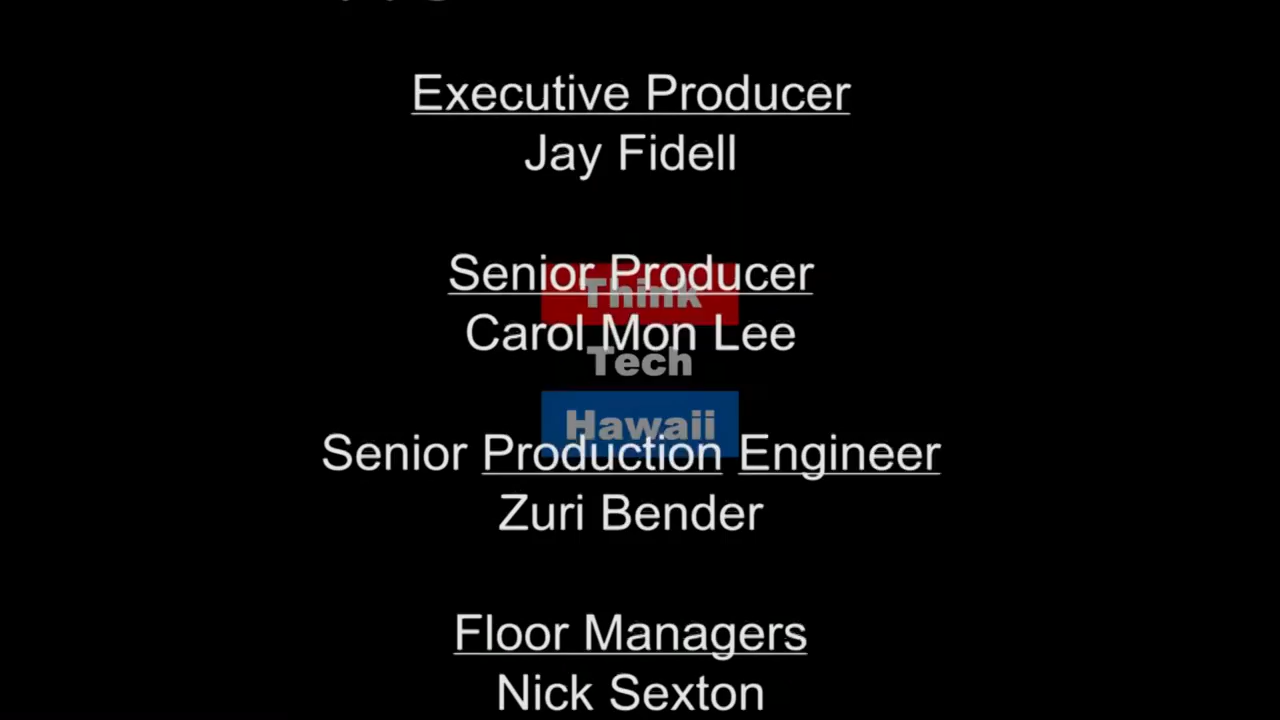 Executive Producer
Jay Fidell
Senior Producer
Think
Carol Mon Lee
Tech
Hawaii
Senior Production Engineer
Zuri Bender
Floor Managers
Nick Sexton